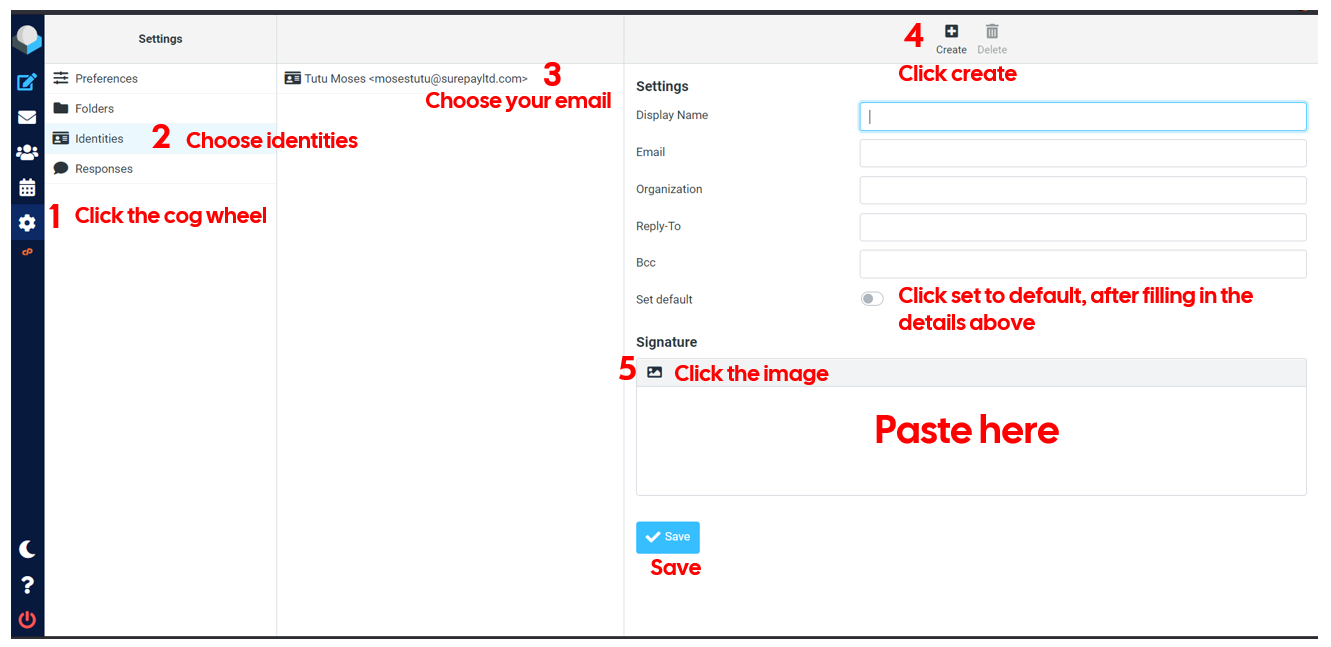 Settings
4
Create
Delete
Click create
Preferences
Folders
Identities
Responses
2 Choose identities
1 Click the cog wheel
Tutu Moses <mosestutu@surepayltd.com>
3
Choose your email
Settings
Display Name
Email
Organization
Reply-To
Bcc
Set default
Click set to default, after filling in the
details above
Signature
5 Click the image
Paste here
Save
Save